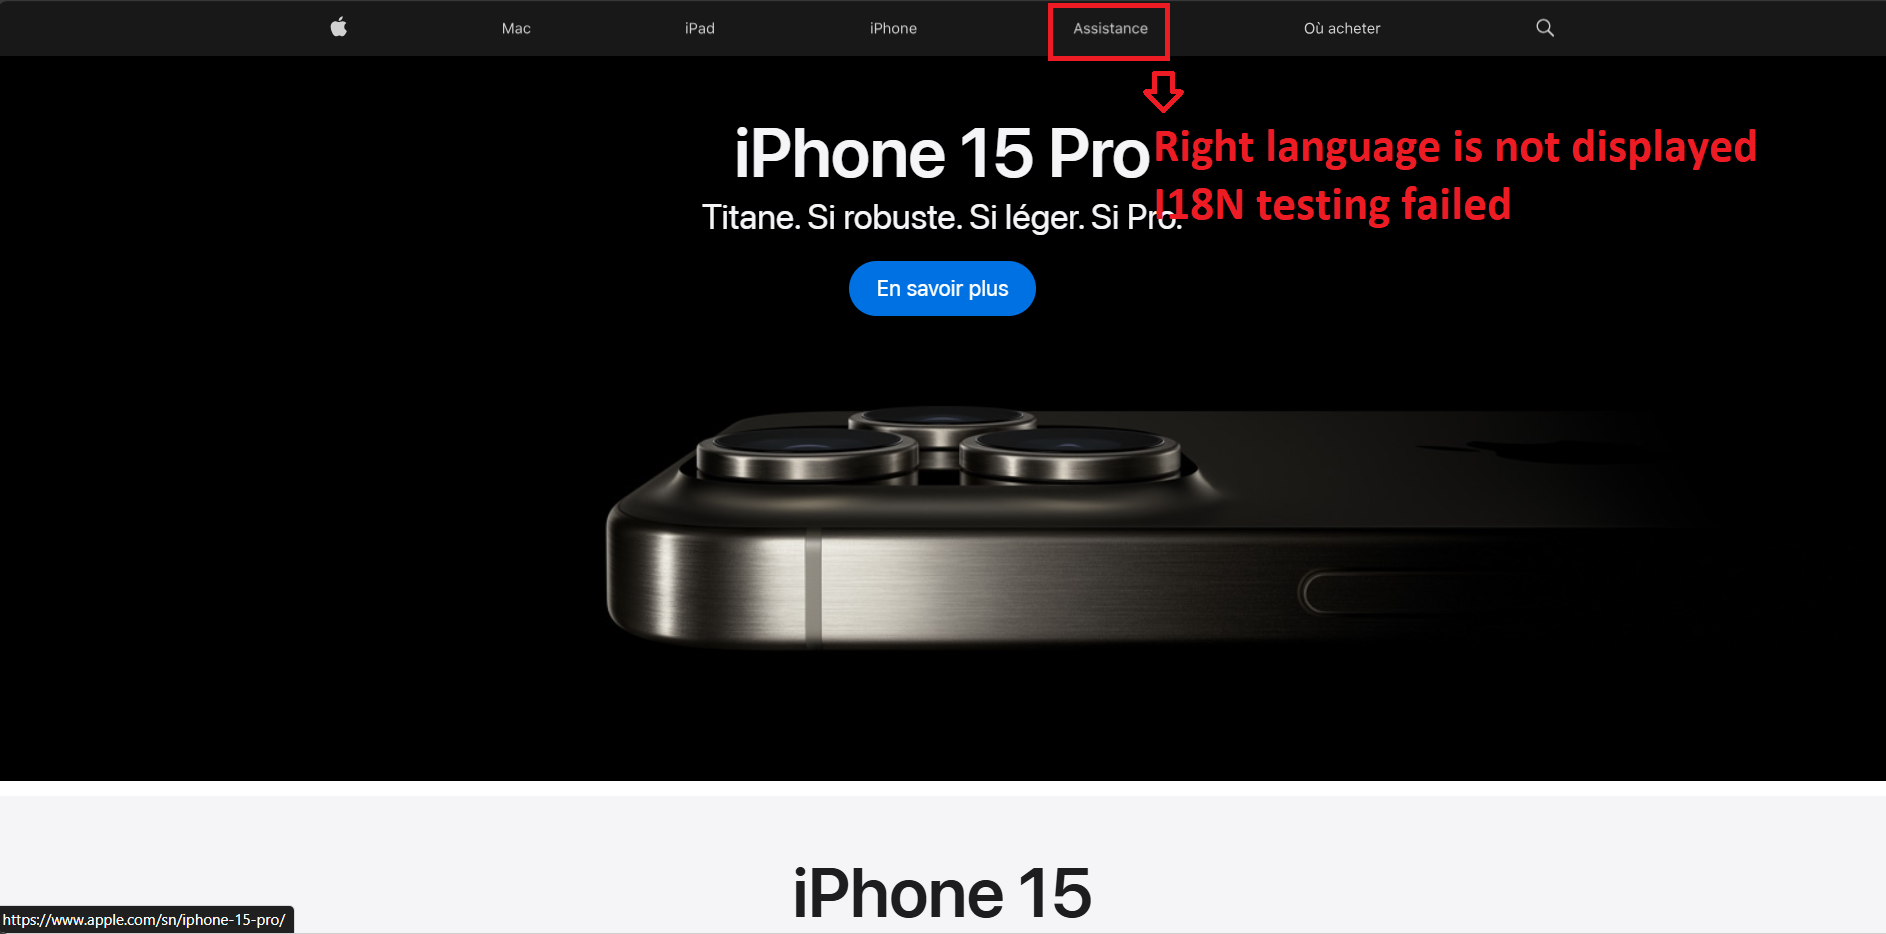 Mac
iPad
iPhone
Assistance
Où acheter
iPhone 15 Pro
Right language is not displayed
I18N testing failed
Titane. Si robuste. Si léger. Si Pro.
En savoir plus
iPhone 15
https://www.apple.com/sn/iphone-15-pro/